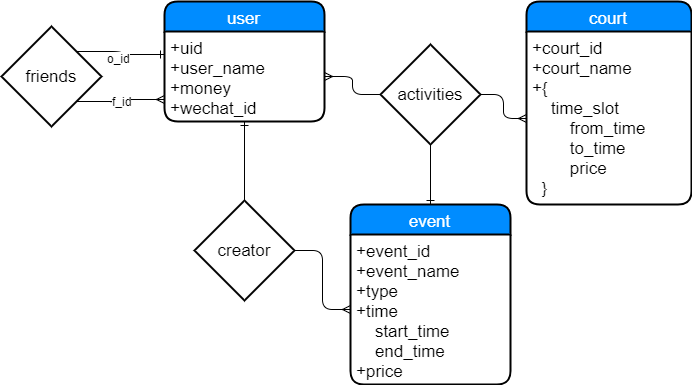 user
+uid
+user_name
+money
+wechat_id
friends
o_id
f_id
activities
court
+court_id
+court_name
+{
time_slot
from_time
to_time
price
}
creator
event
+event_id
+event_name
+type
+time
start_time
end_time
+price